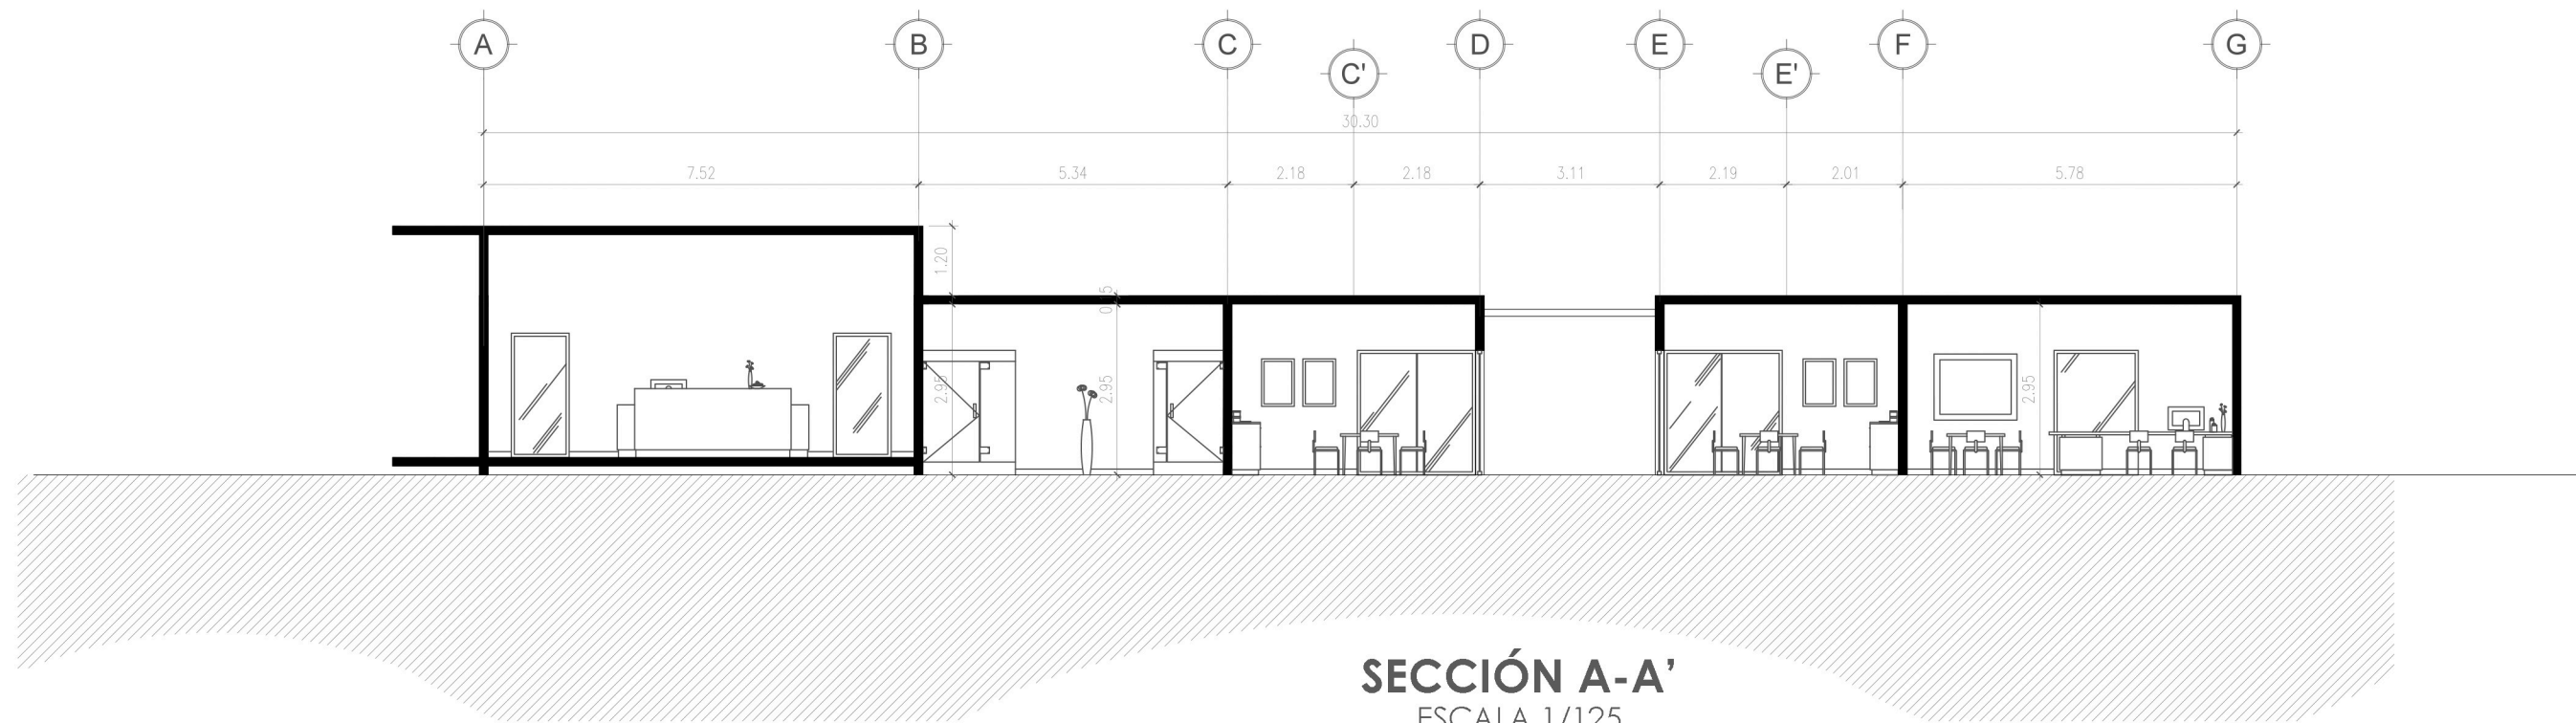 A B C D E F G
C' E'
30.30
7.52 5.34 2.18 2.18 3.11 2.19 2.01 5.78
1.20
0.15
2.95 2.95 2.95
SECCIÓN A-A’
ESCALA 1/125